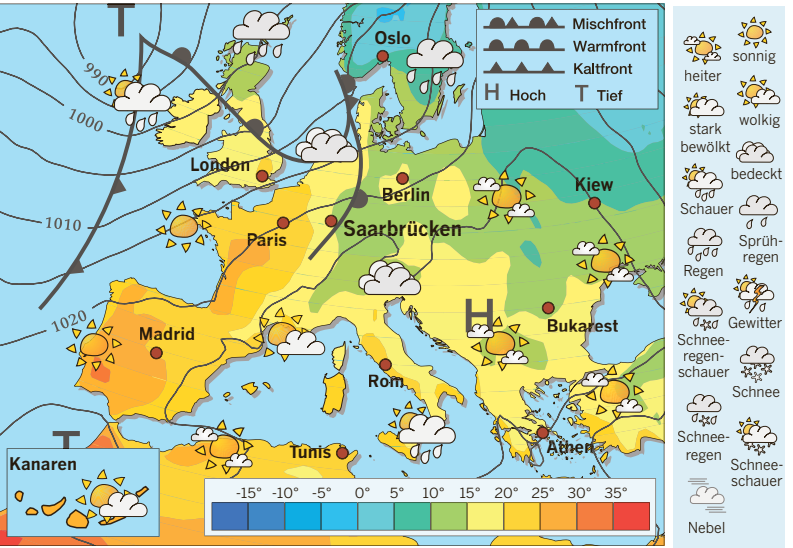 T
Oslo
Mischfront
Warmfront
Kaltfront
H Hoch T Tief
990
1000
London
Berlin
Kiew
1010
Paris
Saarbrücken
H
1020
Madrid
Bukarest
Rom
T
Tunis
Athen
Kanaren
-15° -10° -5° 0° 5° 10° 15° 20° 25° 30° 35°
heiter
sonnig
stark
bewölkt
wolkig
bedeckt
Schauer
Sprüh-
regen
Regen
Gewitter
Schnee-
regen-
schauer
Schnee
Schnee-
regen
Schnee-
schauer
Nebel